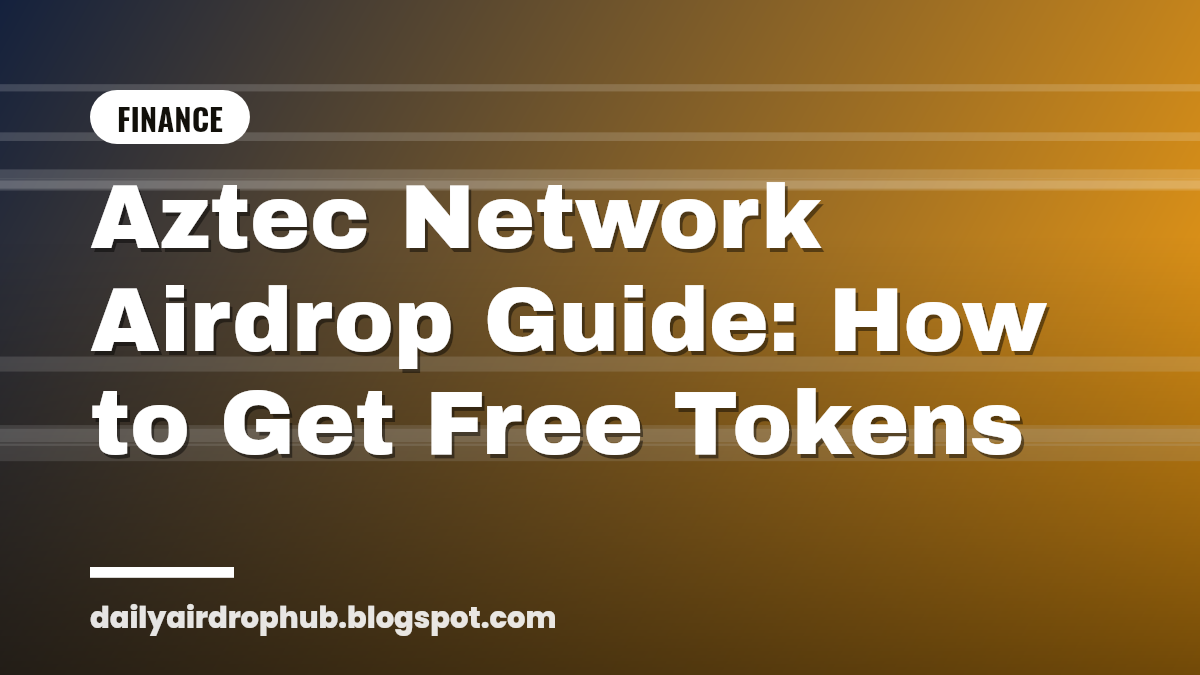 FINANCE
Aztec Network
Airdrop Guide: How
to Get Free Tokens
dailyairdrophub.blogspot.com